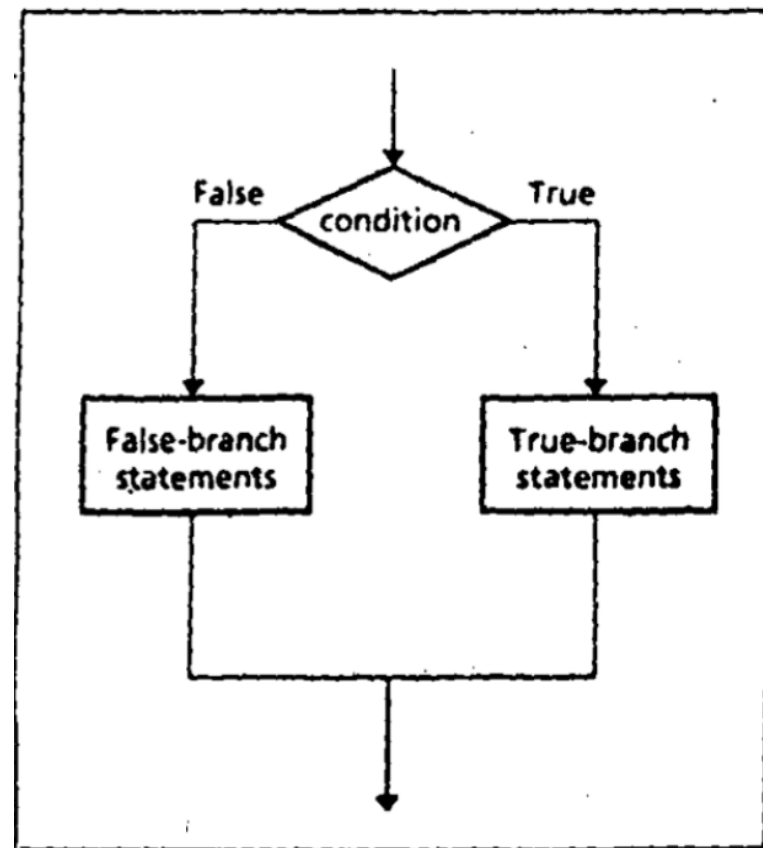 False
True
condition
False-branch
statements
True-branch
statements